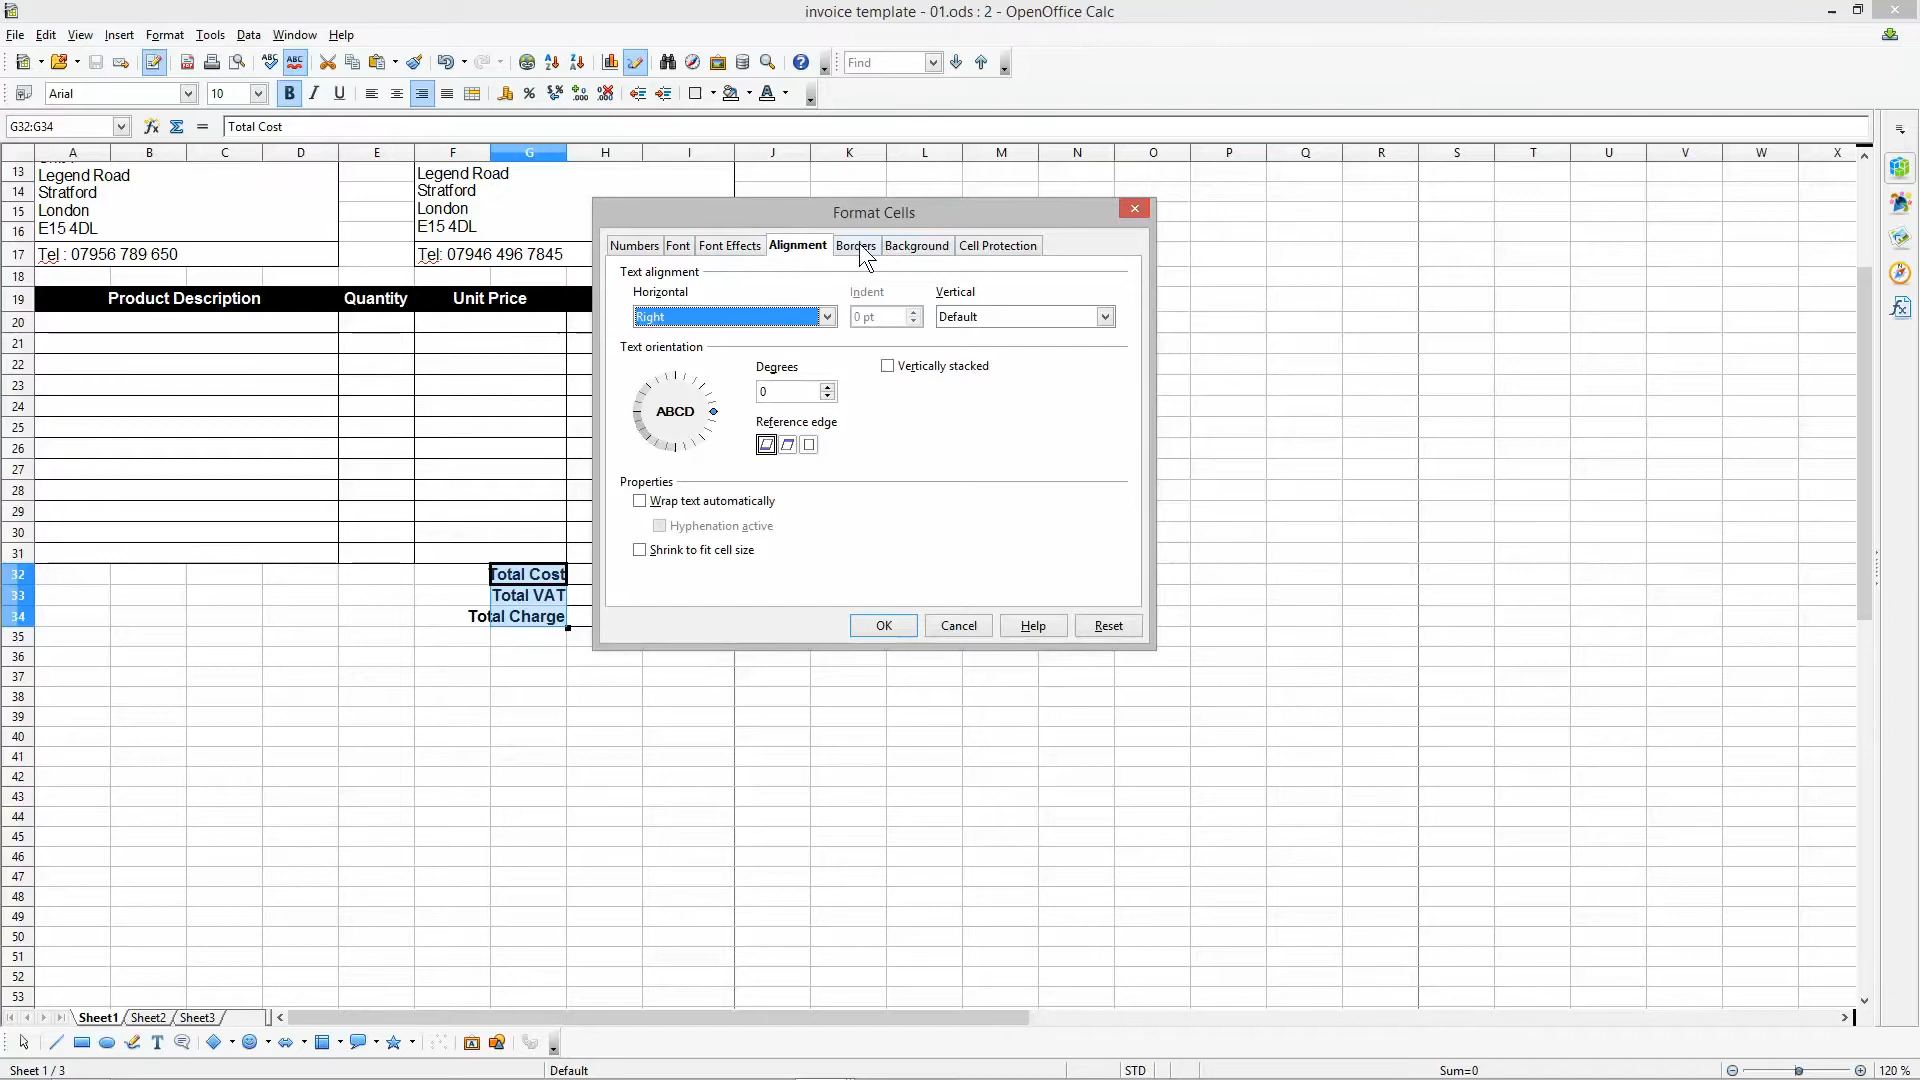 invoice template - 01.ods : 2 - OpenOffice Calc
File Edit View Insert Format Tools Data Window Help
Find
Arial 10
G32:G34 Total Cost
A B C D E F G H I J K L M N O P Q R S T U V W X
13 Legend Road Legend Road
14 Stratford Stratford
15 London London
16 E15 4DL E15 4DL
17 Tel : 07956 789 650 Tel: 07946 496 7845
18
19 Product Description Quantity Unit Price
20
21
22
23
24
25
26
27
28
29
30
31
32 Total Cost
33 Total VAT
34 Total Charge
35
36
37
38
39
40
41
42
43
44
45
46
47
48
49
50
51
52
53
Format Cells
Numbers Font Font Effects Alignment Borders Background Cell Protection
Text alignment
Horizontal Indent Vertical
Right 0 pt Default
Text orientation
Degrees Vertically stacked
0
ABCD
Reference edge
Properties
Wrap text automatically
Hyphenation active
Shrink to fit cell size
OK Cancel Help Reset
Sheet1 Sheet2 Sheet3
Sheet 1 / 3 Default STD Sum=0 120 %